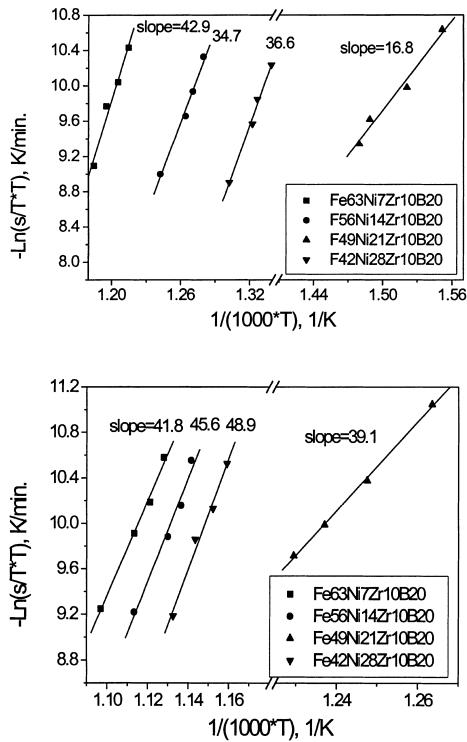 slope=42.9 34.7 36.6 slope=16.8
10.8
10.4
10.0
9.6
9.2
8.8
8.4
8.0
-Ln(s/T*T), K/min.
Fe63Ni7Zr10B20
F56Ni14Zr10B20
F49Ni21Zr10B20
F42Ni28Zr10B20
1.20 1.26 1.32 1.44 1.50 1.56
1/(1000*T), 1/K
slope=41.8 45.6 48.9 slope=39.1
11.2
10.8
10.4
10.0
9.6
9.2
8.8
-Ln(s/T*T), K/min.
Fe63Ni7Zr10B20
Fe56Ni14Zr10B20
Fe49Ni21Zr10B20
Fe42Ni28Zr10B20
1.10 1.12 1.14 1.16 1.24 1.26
1/(1000*T), 1/K